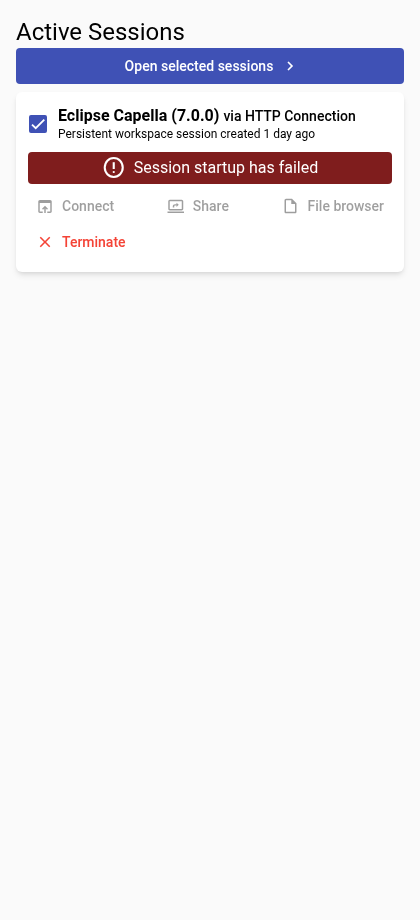 Active Sessions
Open selected sessions
Eclipse Capella (7.0.0) via HTTP Connection
Persistent workspace session created 1 day ago
Session startup has failed
Connect Share File browser
Terminate